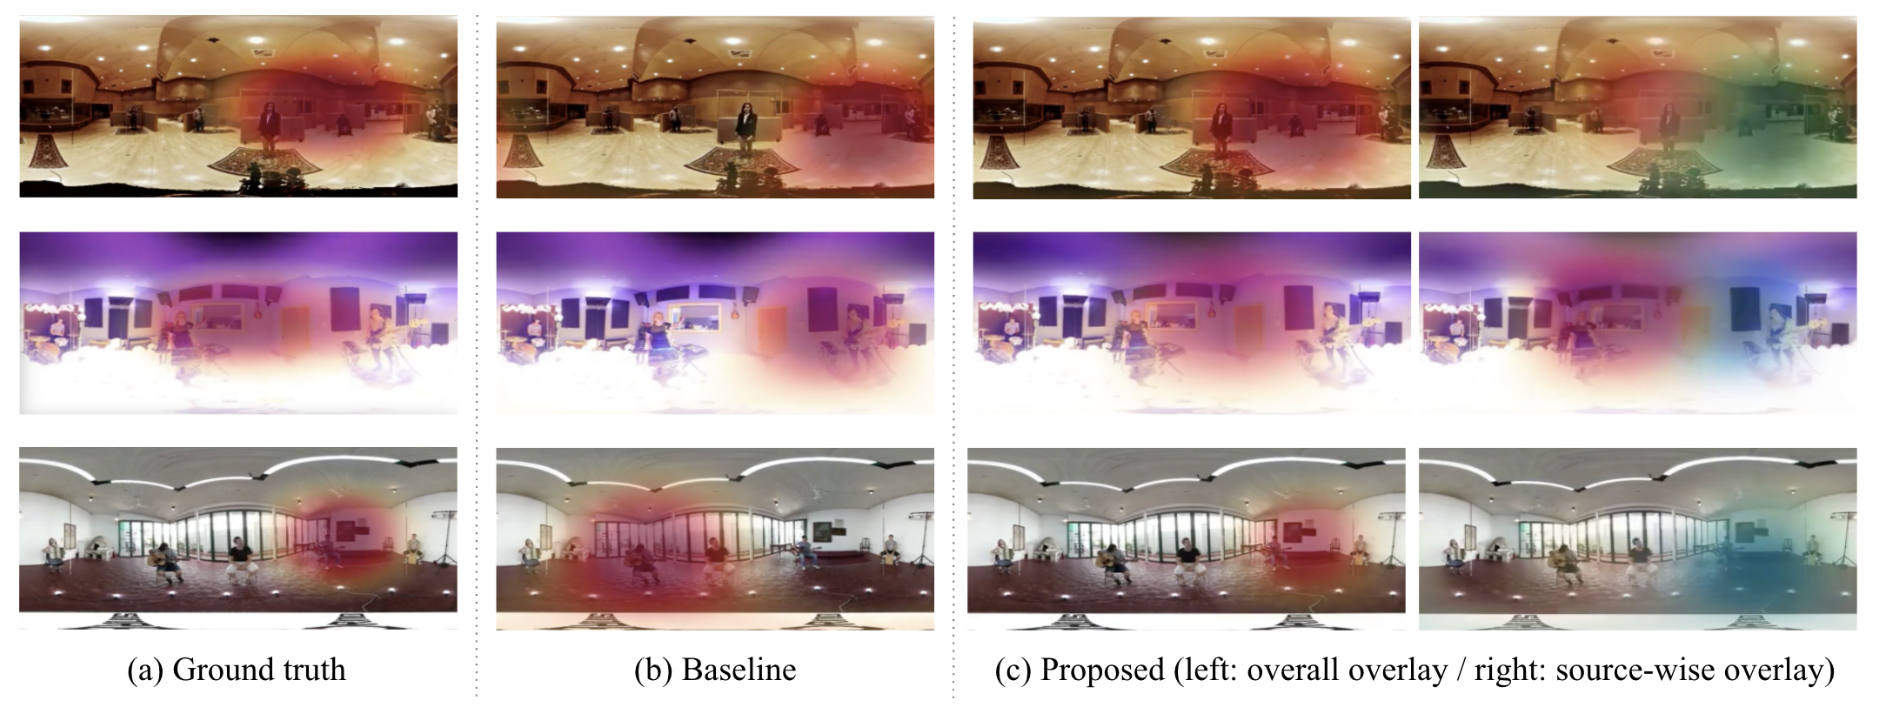 (a) Ground truth
(b) Baseline
(c) Proposed (left: overall overlay / right: source-wise overlay)